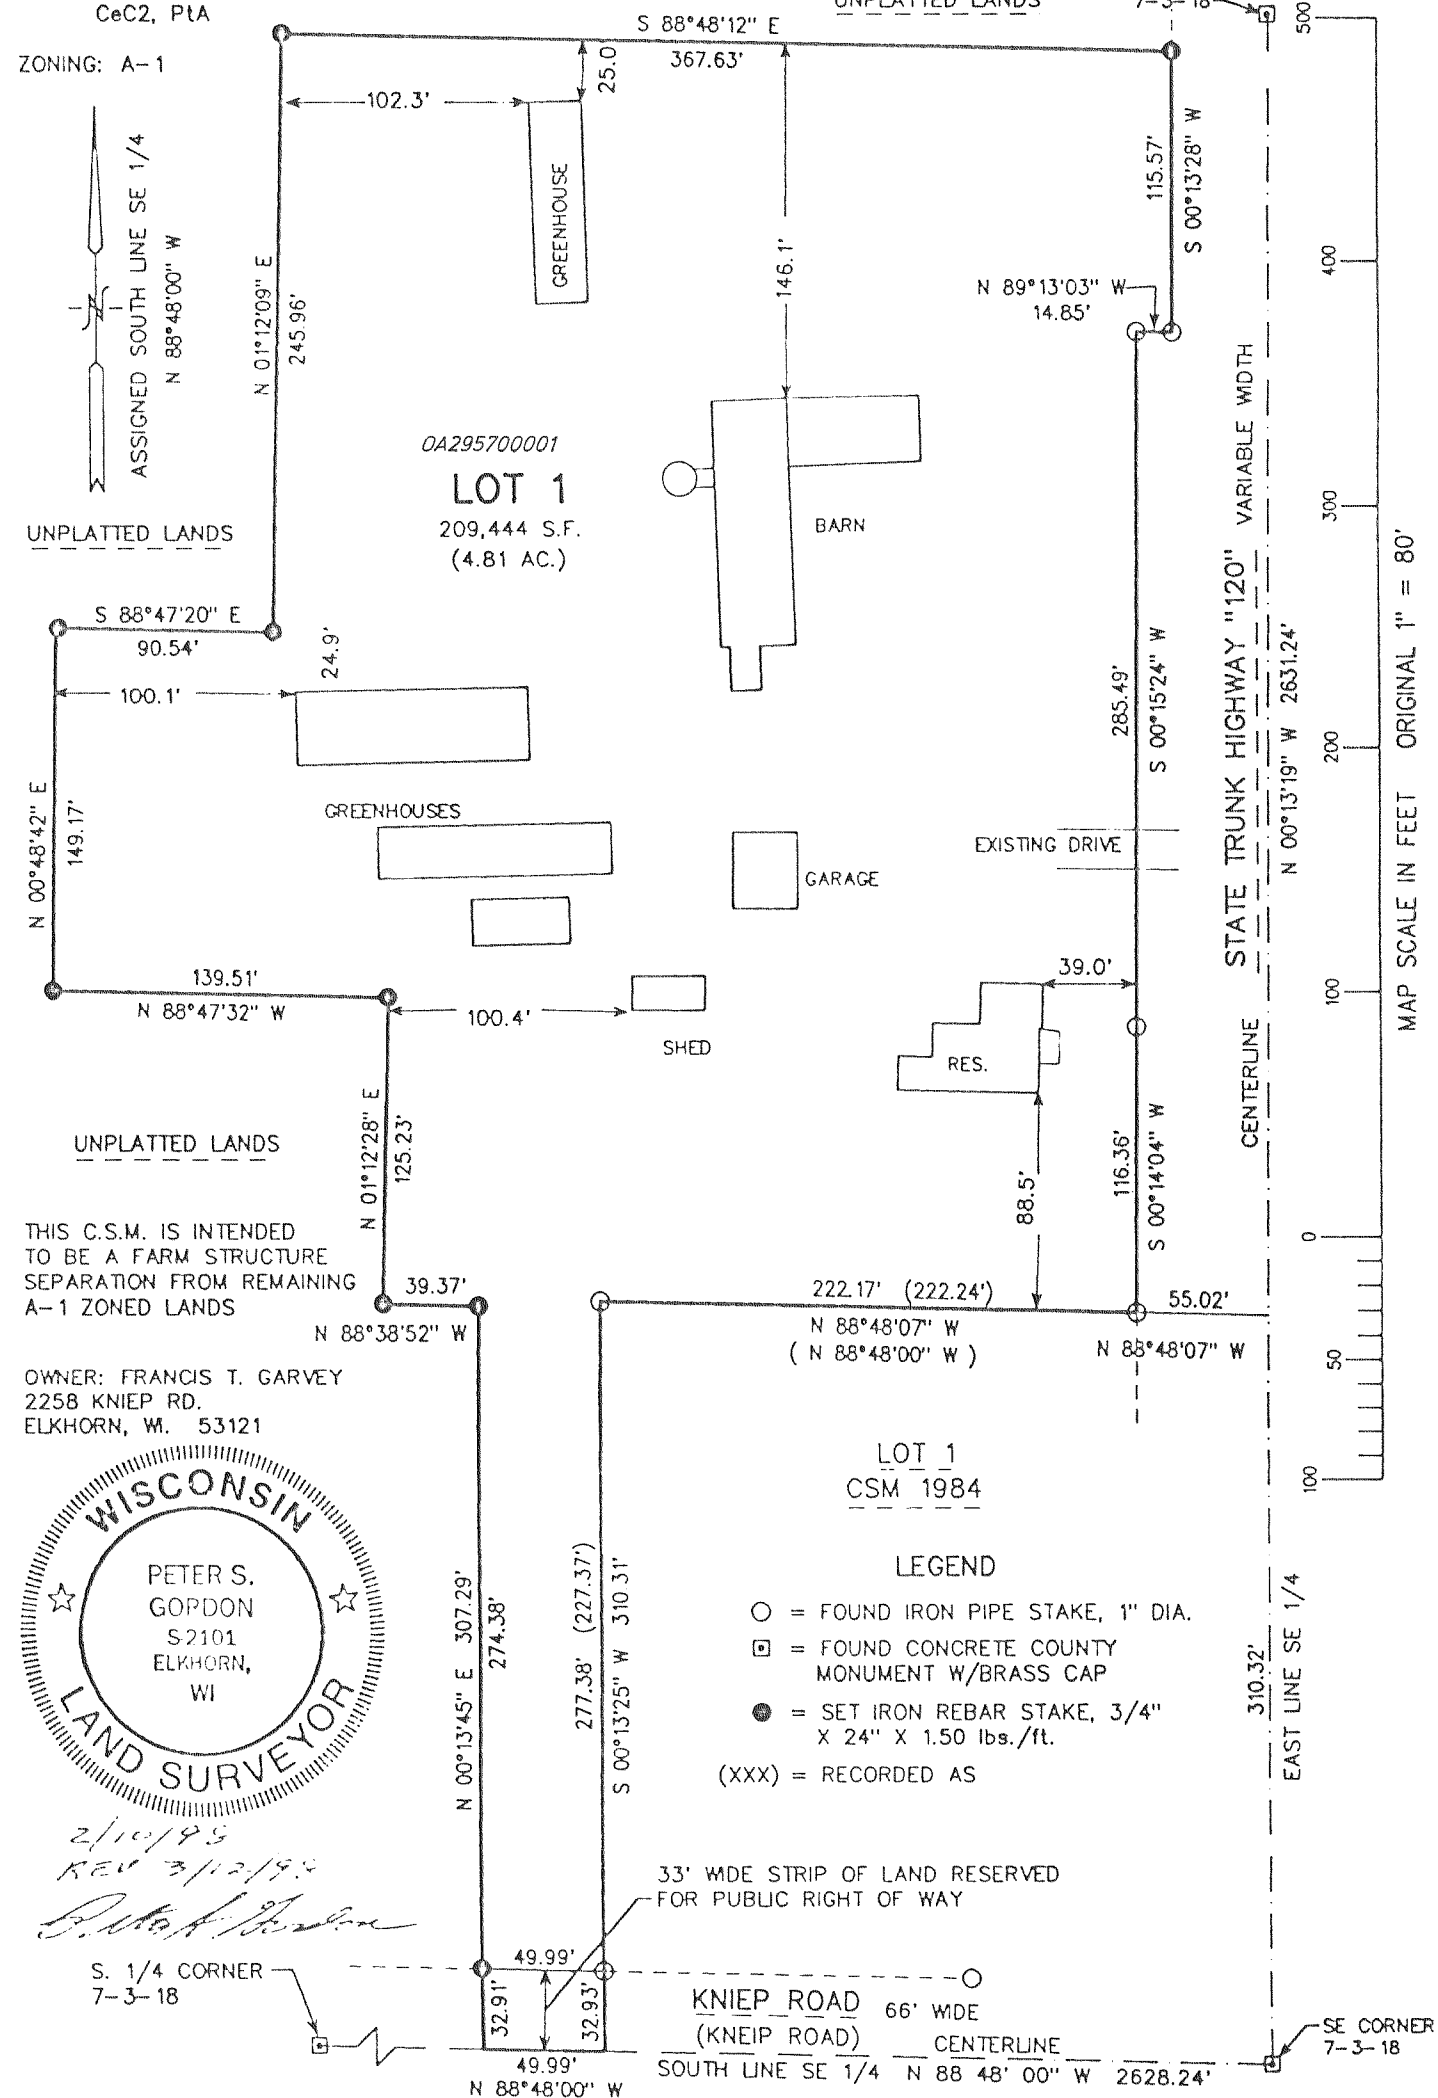 CeC2, PtA
UNPLATTED LANDS
7-3-18
ZONING: A-1
ASSIGNED SOUTH LINE SE 1/4
N 88°48'00" W
S 88°48'12" E
367.63'
25.0
102.3'
GREENHOUSE
146.1'
115.57'
S 00°13'28" W
N 89°13'03" W
14.85'
N 01°12'09" E
245.96'
OA295700001
LOT 1
209,444 S.F.
(4.81 AC.)
BARN
UNPLATTED LANDS
S 88°47'20" E
90.54'
24.9'
100.1'
N 00°48'42" E
149.17'
GREENHOUSES
GARAGE
EXISTING DRIVE
285.49'
S 00°15'24" W
STATE TRUNK HIGHWAY "120" VARIABLE WIDTH
N 00°13'19" W 2631.24'
CENTERLINE
500
400
300
200
100
0
50
100
MAP SCALE IN FEET ORIGINAL 1" = 80'
139.51'
N 88°47'32" W
100.4'
SHED
39.0'
RES.
88.5'
116.36'
S 00°14'04" W
UNPLATTED LANDS
N 01°12'28" E
125.23'
THIS C.S.M. IS INTENDED
TO BE A FARM STRUCTURE
SEPARATION FROM REMAINING
A-1 ZONED LANDS
39.37'
N 88°38'52" W
222.17' (222.24')
N 88°48'07" W
( N 88°48'00" W )
55.02'
N 88°48'07" W
OWNER: FRANCIS T. GARVEY
2258 KNIEP RD.
ELKHORN, WI. 53121
WISCONSIN
PETER S.
GORDON
S-2101
ELKHORN,
WI
LAND SURVEYOR
2/10/98
REV 3/12/98
LOT 1
CSM 1984
LEGEND
= FOUND IRON PIPE STAKE, 1" DIA.
= FOUND CONCRETE COUNTY
MONUMENT W/BRASS CAP
= SET IRON REBAR STAKE, 3/4"
X 24" X 1.50 lbs./ft.
(XXX) = RECORDED AS
N 00°13'45" E 307.29'
274.38'
277.38' (227.37')
S 00°13'25" W 310.31'
310.32'
EAST LINE SE 1/4
33' WIDE STRIP OF LAND RESERVED
FOR PUBLIC RIGHT OF WAY
S. 1/4 CORNER
7-3-18
49.99'
32.91'
32.93'
KNIEP ROAD 66' WIDE
(KNEIP ROAD) CENTERLINE
49.99'
N 88°48'00" W
SOUTH LINE SE 1/4 N 88 48' 00" W 2628.24'
SE CORNER
7-3-18